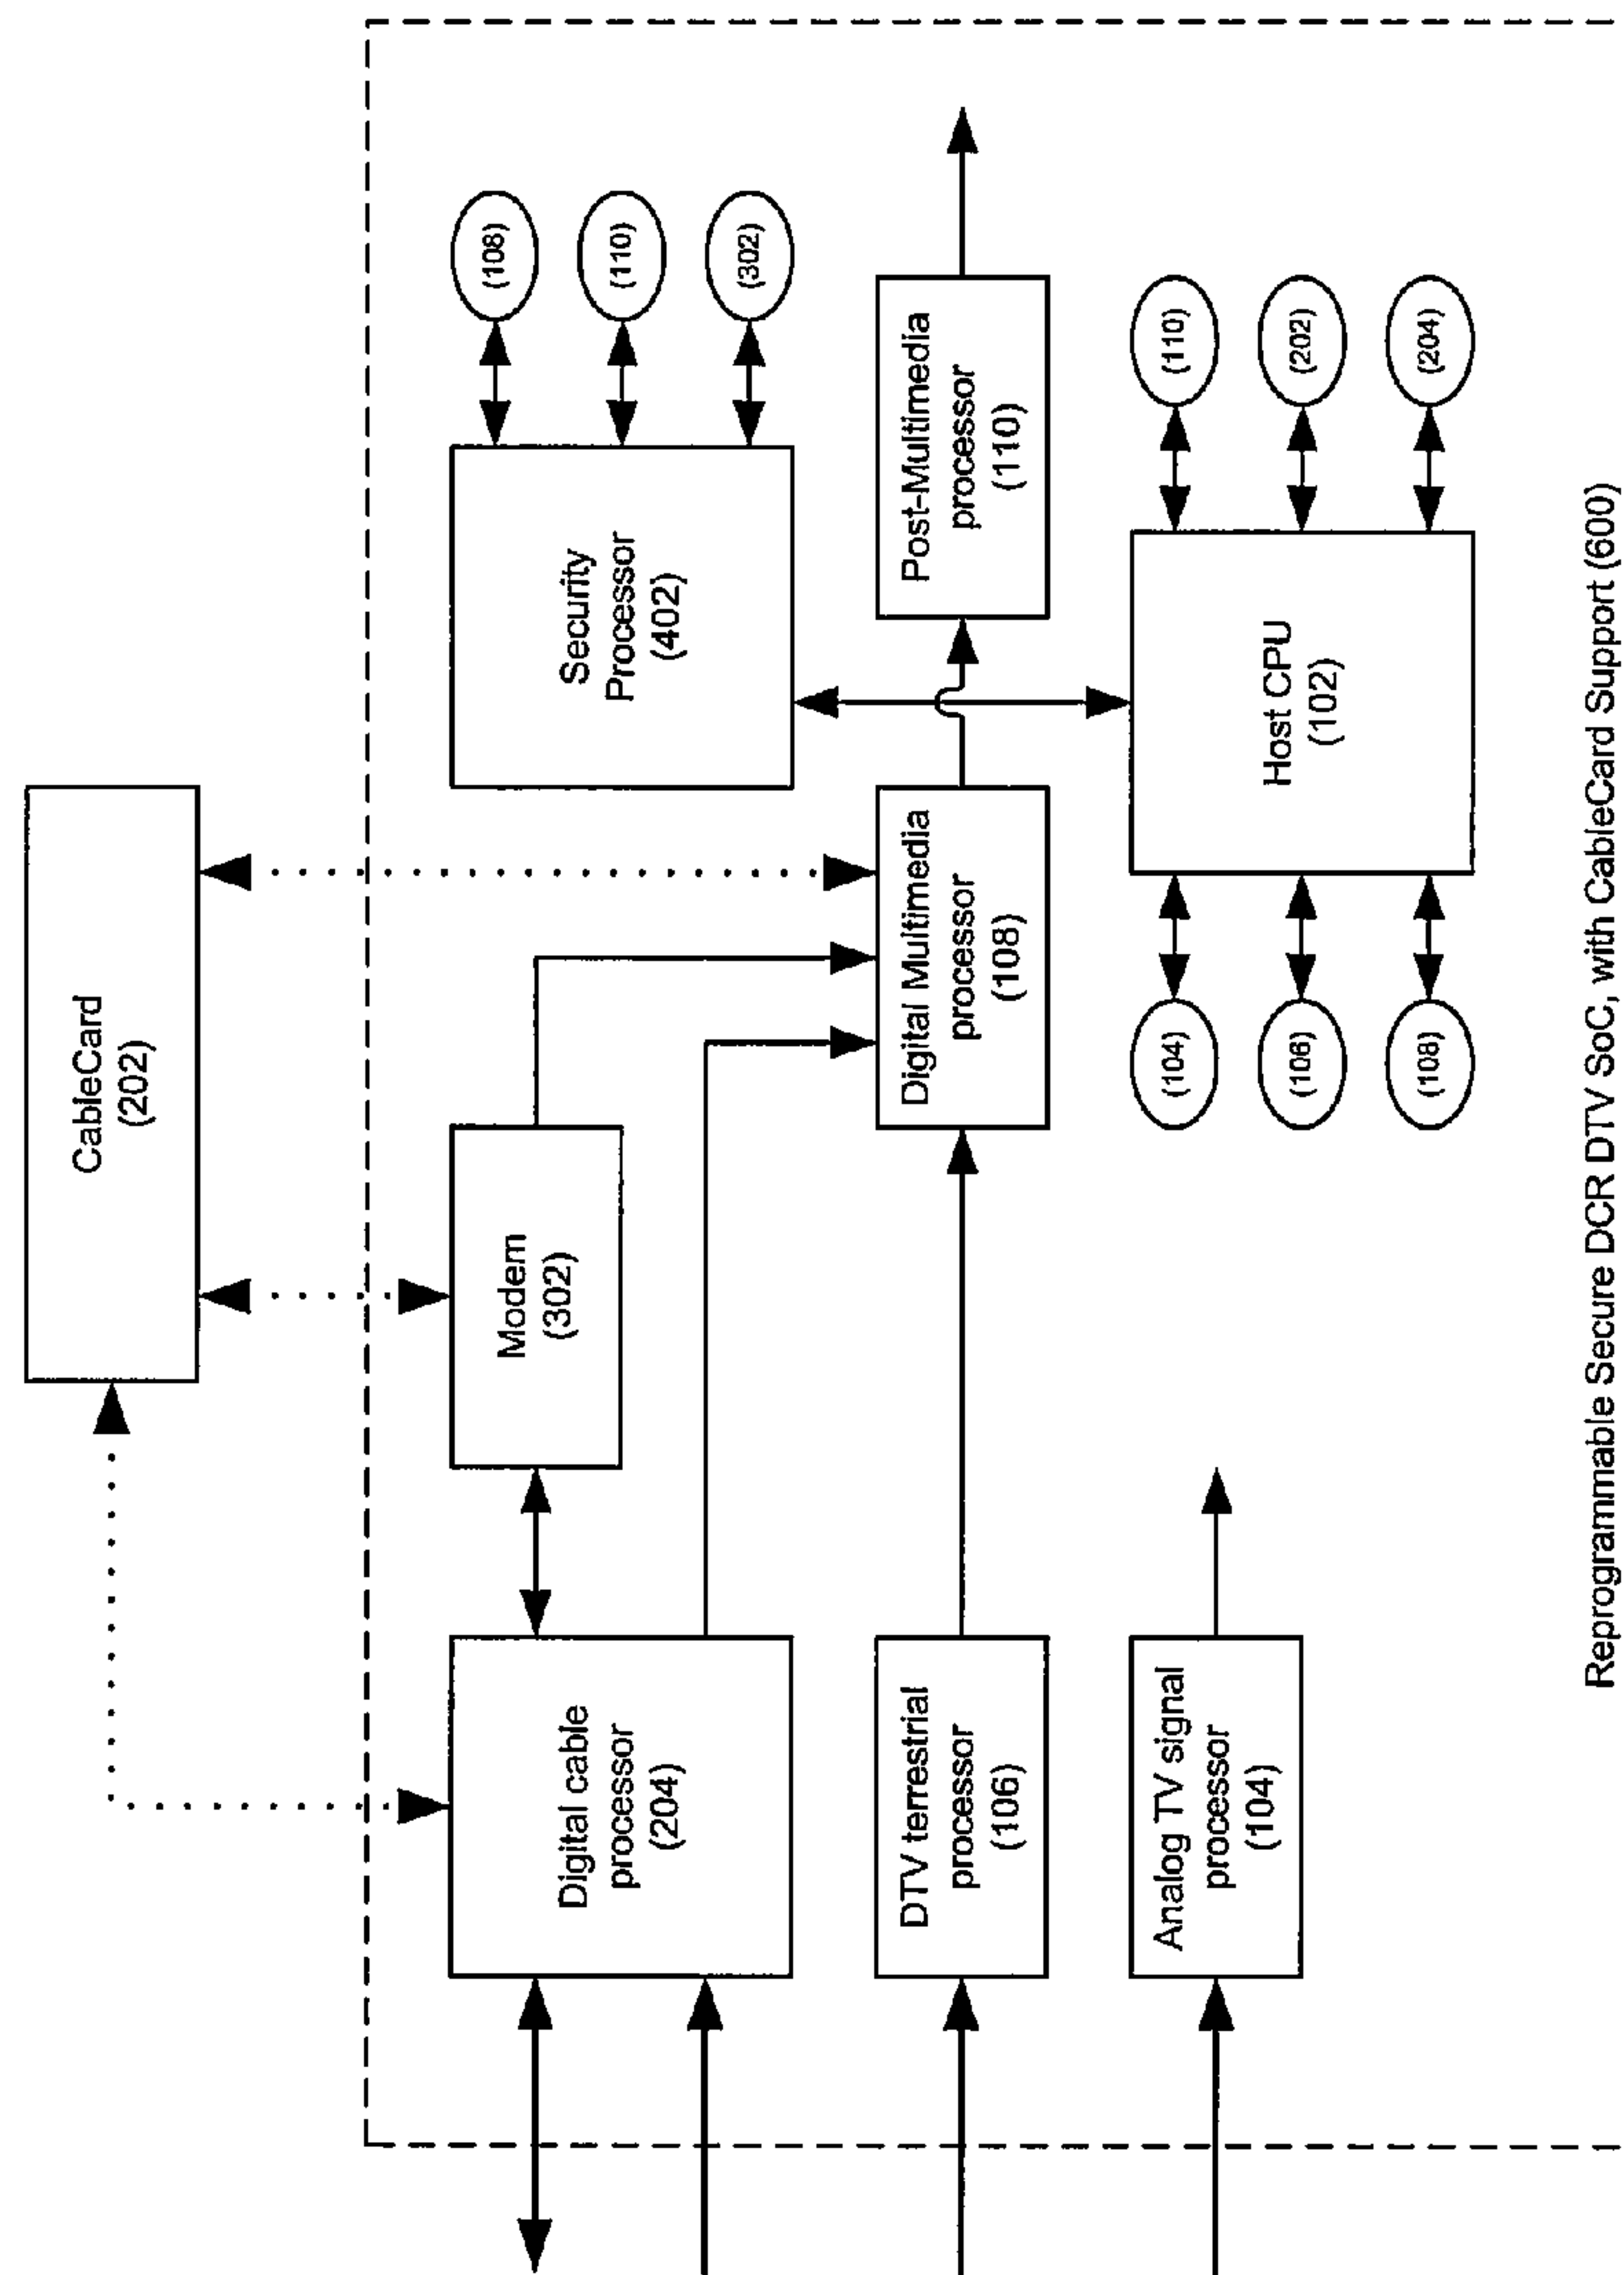 CableCard
(202)
Digital cable
processor
(204)
Modem
(302)
Security
Processor
(402)
(108)
(110)
(302)
DTV terrestrial
processor
(106)
Digital Multimedia
processor
(108)
Post-Multimedia
processor
(110)
Analog TV signal
processor
(104)
(104)
(106)
(108)
Host CPU
(102)
(110)
(202)
(204)
Reprogrammable Secure DCR DTV SoC, with CableCard Support (600)